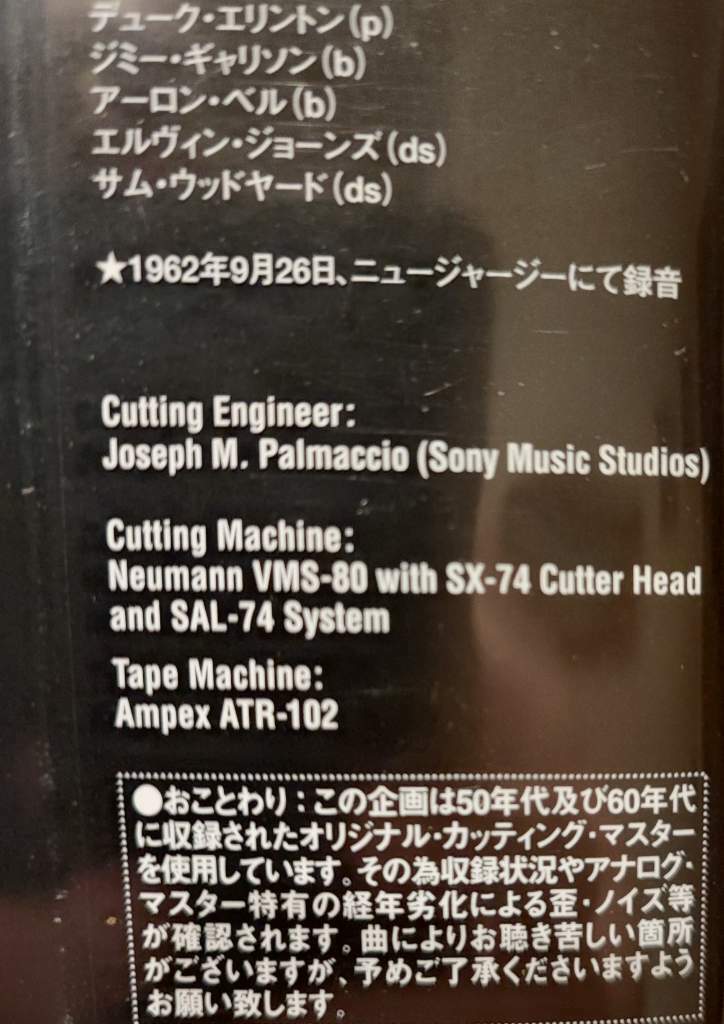 デューク・エリントン(p)
ジミー・ギャリソン(b)
アーロン・ベル(b)
エルヴィン・ジョーンズ(ds)
サム・ウッドヤード(ds)
★1962年9月26日、ニュージャージーにて録音
Cutting Engineer:
Joseph M. Palmaccio (Sony Music Studios)
Cutting Machine:
Neumann VMS-80 with SX-74 Cutter Head
and SAL-74 System
Tape Machine:
Ampex ATR-102
●おことわり：この企画は50年代及び60年代
に収録されたオリジナル・カッティング・マスター
を使用しています。その為収録状況やアナログ・
マスター特有の経年劣化による歪・ノイズ等
が確認されます。曲によりお聴き苦しい箇所
がございますが、予めご了承くださいますよう
お願い致します。